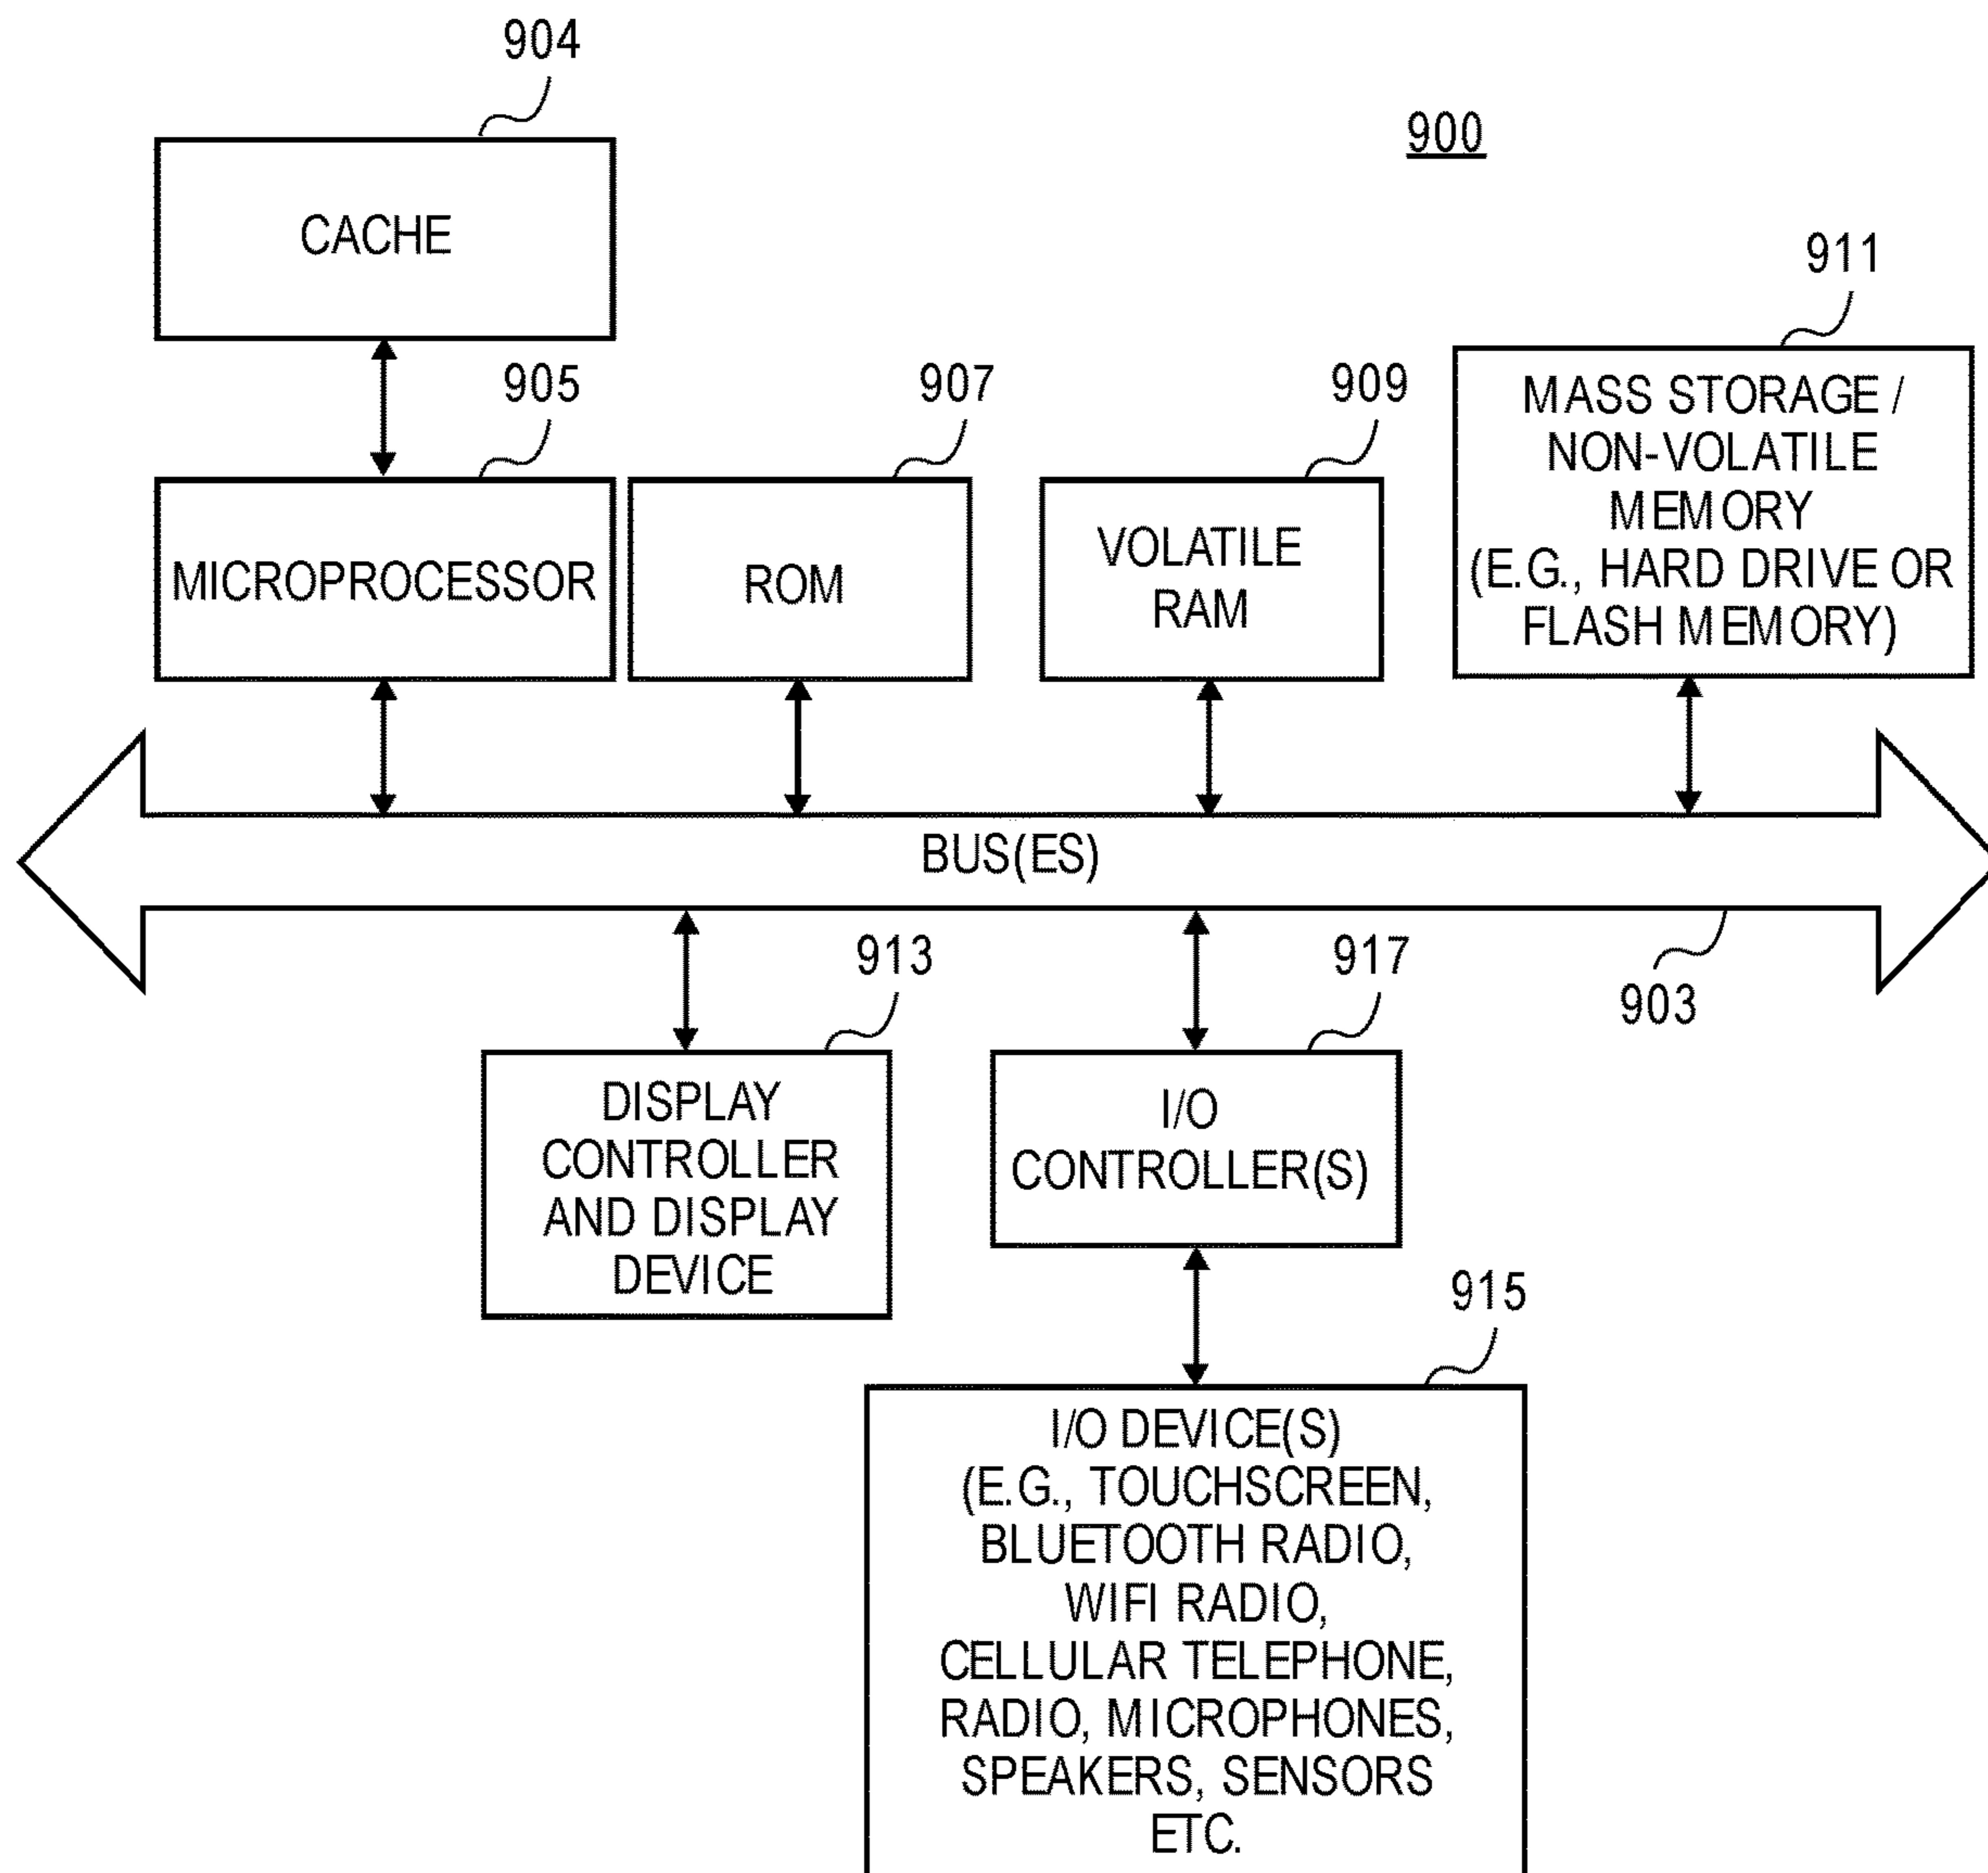 904
900
CACHE
911
905
907
909
MASS STORAGE /
NON-VOLATILE
MEMORY
(E.G., HARD DRIVE OR
FLASH MEMORY)
MICROPROCESSOR
ROM
VOLATILE
RAM
BUS(ES)
913
917
903
DISPLAY
CONTROLLER
AND DISPLAY
DEVICE
I/O
CONTROLLER(S)
915
I/O DEVICE(S)
(E.G., TOUCHSCREEN,
BLUETOOTH RADIO,
WIFI RADIO,
CELLULAR TELEPHONE,
RADIO, MICROPHONES,
SPEAKERS, SENSORS
ETC.